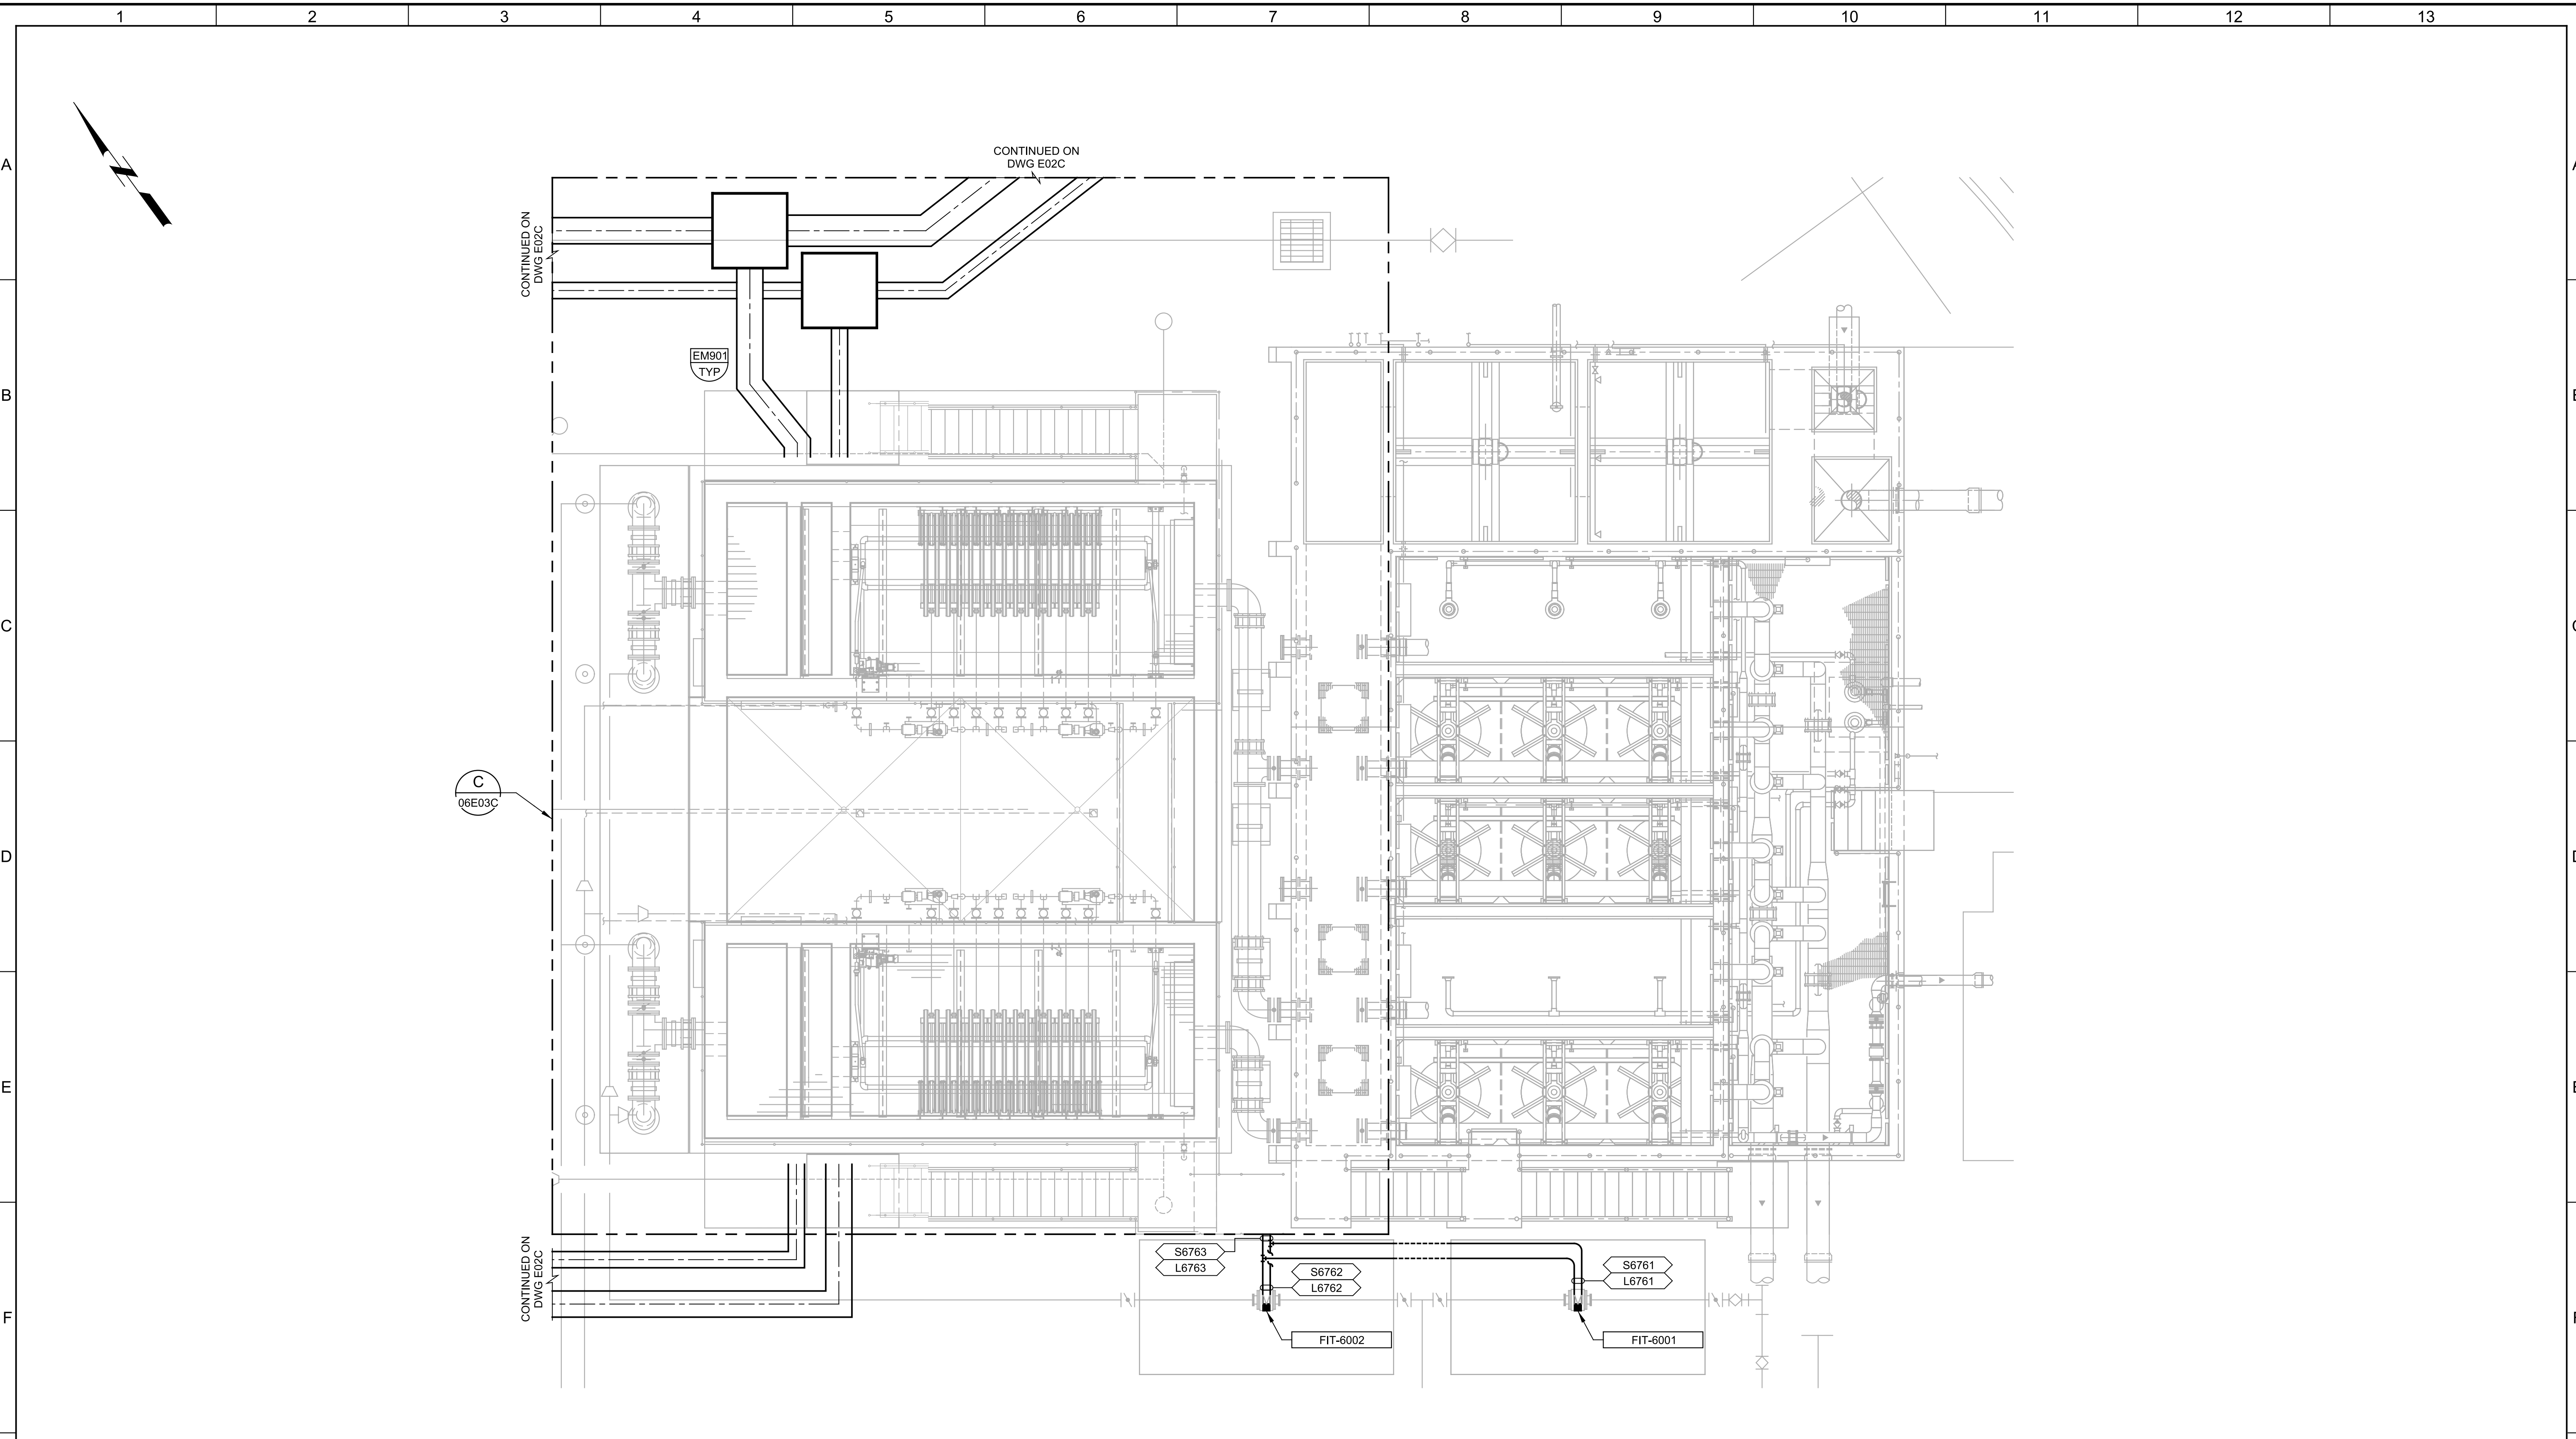 1 2 3 4 5 6 7 8 9 10 11 12 13
A
A
CONTINUED ON
DWG E02C
CONTINUED ON
DWG E02C
EM901
TYP
B
C
C
06E03C
D
E
CONTINUED ON
DWG E02C
S6763
L6763
S6762
L6762
S6761
L6761
F
FIT-6002
FIT-6001